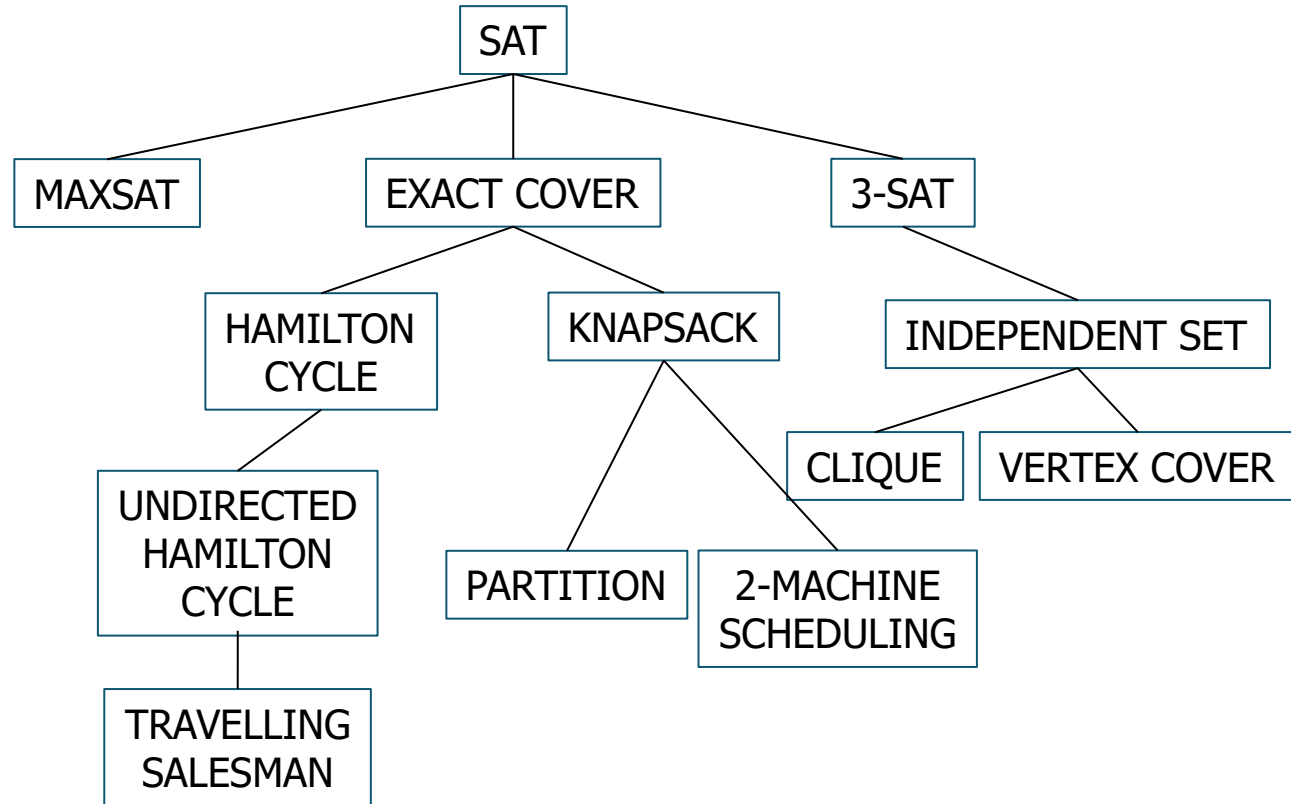 SAT
MAXSAT
EXACT COVER
3-SAT
HAMILTON
CYCLE
KNAPSACK
INDEPENDENT SET
CLIQUE
VERTEX COVER
UNDIRECTED
HAMILTON
CYCLE
PARTITION
2-MACHINE
SCHEDULING
TRAVELLING
SALESMAN